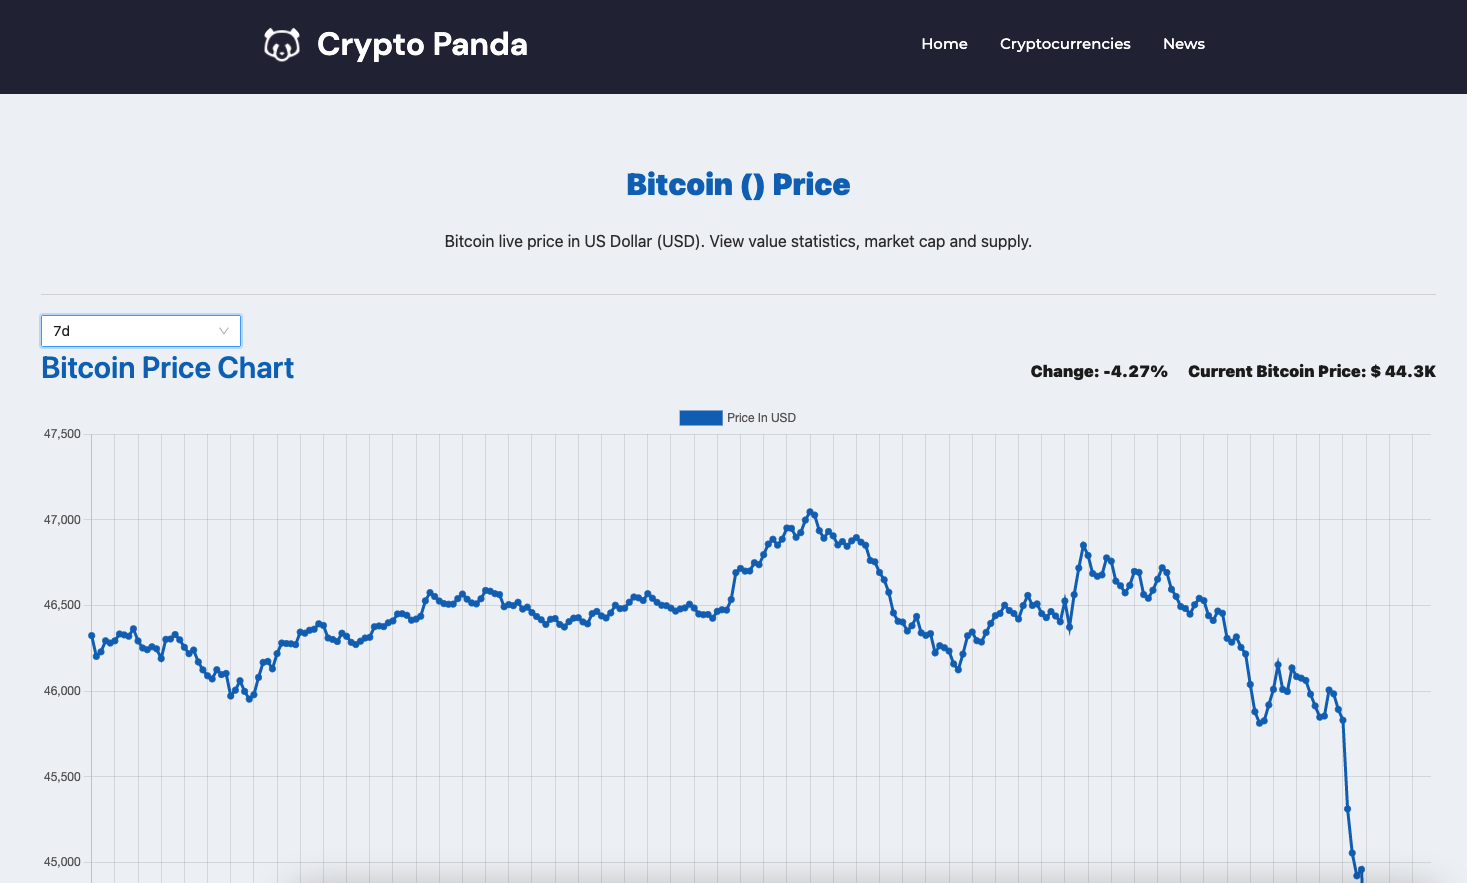 Crypto Panda
Home Cryptocurrencies News
Bitcoin () Price
Bitcoin live price in US Dollar (USD). View value statistics, market cap and supply.
7d
Bitcoin Price Chart
Change: -4.27% Current Bitcoin Price: $ 44.3K
Price In USD
47,500
47,000
46,500
46,000
45,500
45,000